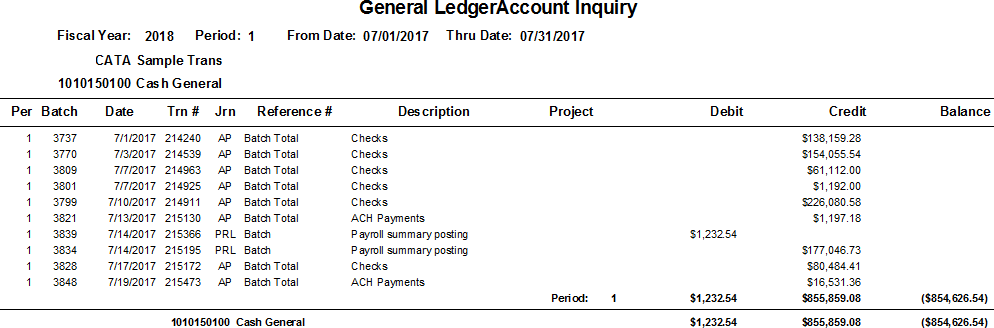 General LedgerAccount Inquiry
Fiscal Year: 2018 Period: 1 From Date: 07/01/2017 Thru Date: 07/31/2017
CATA Sample Trans
1010150100 Cash General
Per Batch Date Trn # Jrn Reference # Description Project Debit Credit Balance
1 3737 7/1/2017 214240 AP Batch Total Checks $138,159.28
1 3770 7/3/2017 214539 AP Batch Total Checks $154,055.54
1 3809 7/7/2017 214963 AP Batch Total Checks $61,112.00
1 3801 7/7/2017 214925 AP Batch Total Checks $1,192.00
1 3799 7/10/2017 214911 AP Batch Total Checks $226,080.58
1 3821 7/13/2017 215130 AP Batch Total ACH Payments $1,197.18
1 3839 7/14/2017 215366 PRL Batch Payroll summary posting $1,232.54
1 3834 7/14/2017 215195 PRL Batch Payroll summary posting $177,046.73
1 3828 7/17/2017 215172 AP Batch Total Checks $80,484.41
1 3848 7/19/2017 215473 AP Batch Total ACH Payments $16,531.36
Period: 1 $1,232.54 $855,859.08 ($854,626.54)
1010150100 Cash General $1,232.54 $855,859.08 ($854,626.54)